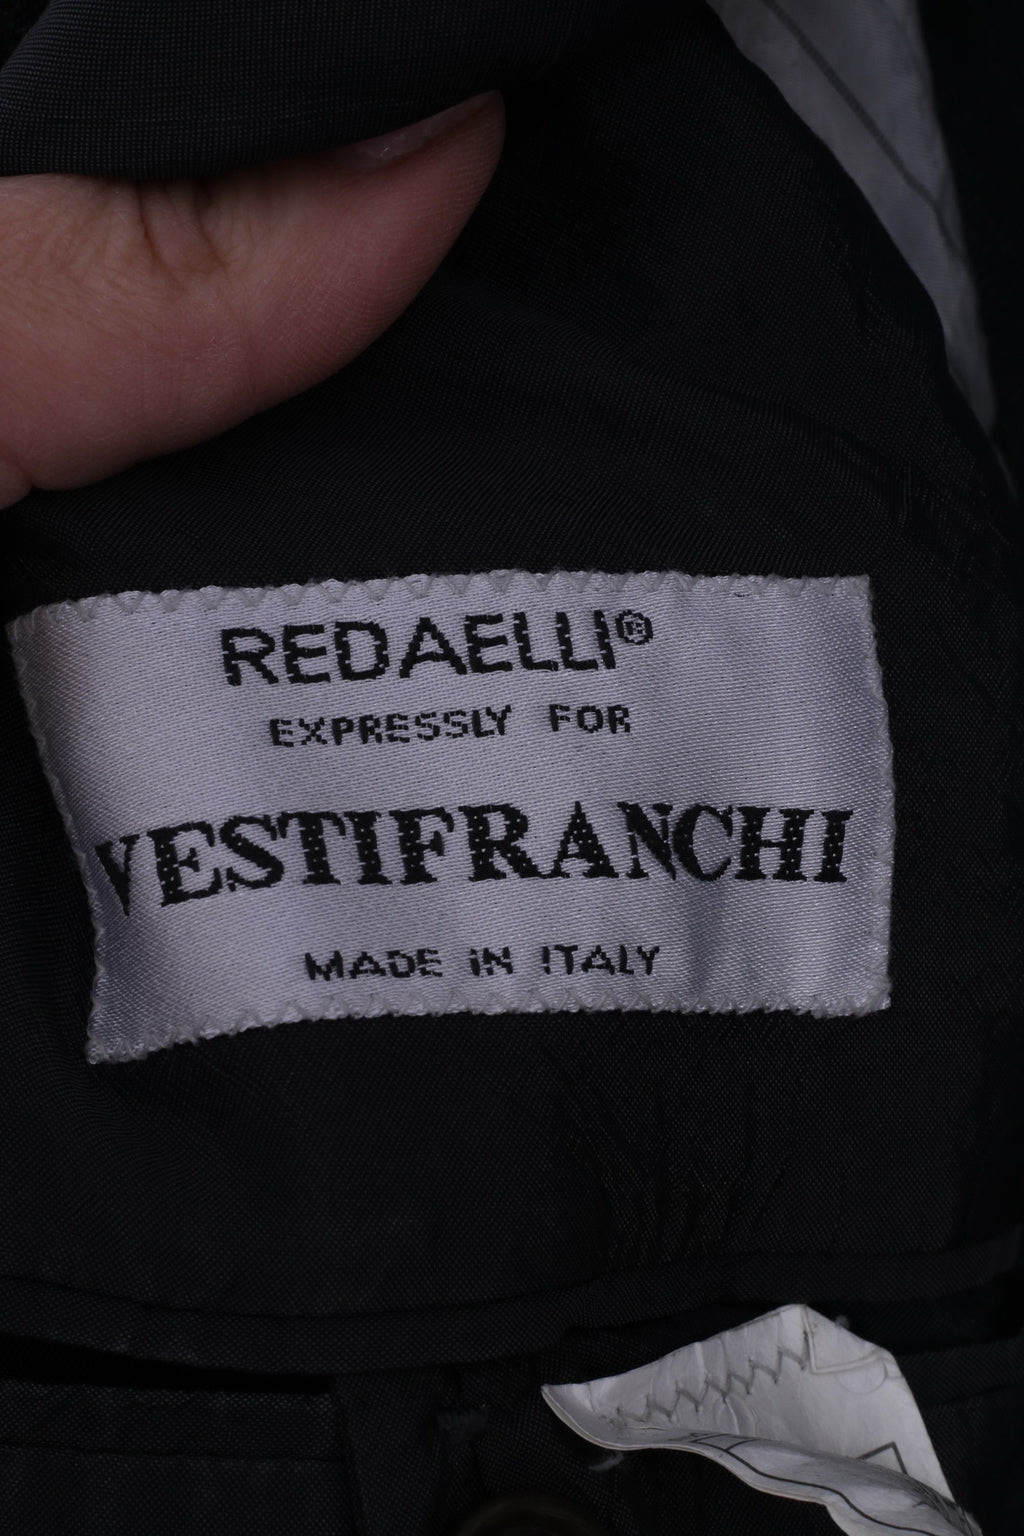 REDAELLI®
EXPRESSLY FOR
VESTIFRANCHI
MADE IN ITALY